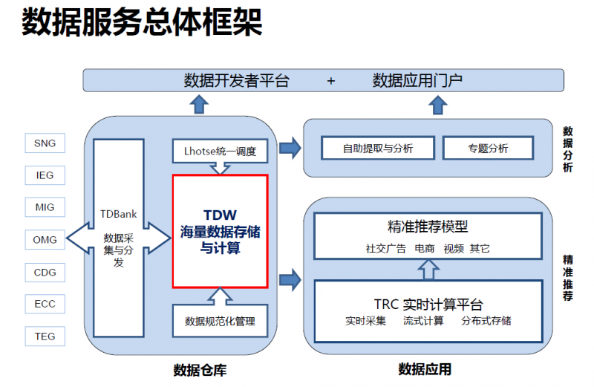 数据服务总体框架
数据开发者平台 + 数据应用门户
SNG
IEG
MIG
OMG
CDG
ECC
TEG
TDBank
数据采
集与分
发
Lhotse统一调度
TDW
海量数据存储
与计算
数据规范化管理
数据仓库
自助提取与分析
专题分析
数据分析
精准推荐模型
社交广告 电商 视频 其它
TRC 实时计算平台
实时采集 流式计算 分布式存储
精准推荐
数据应用